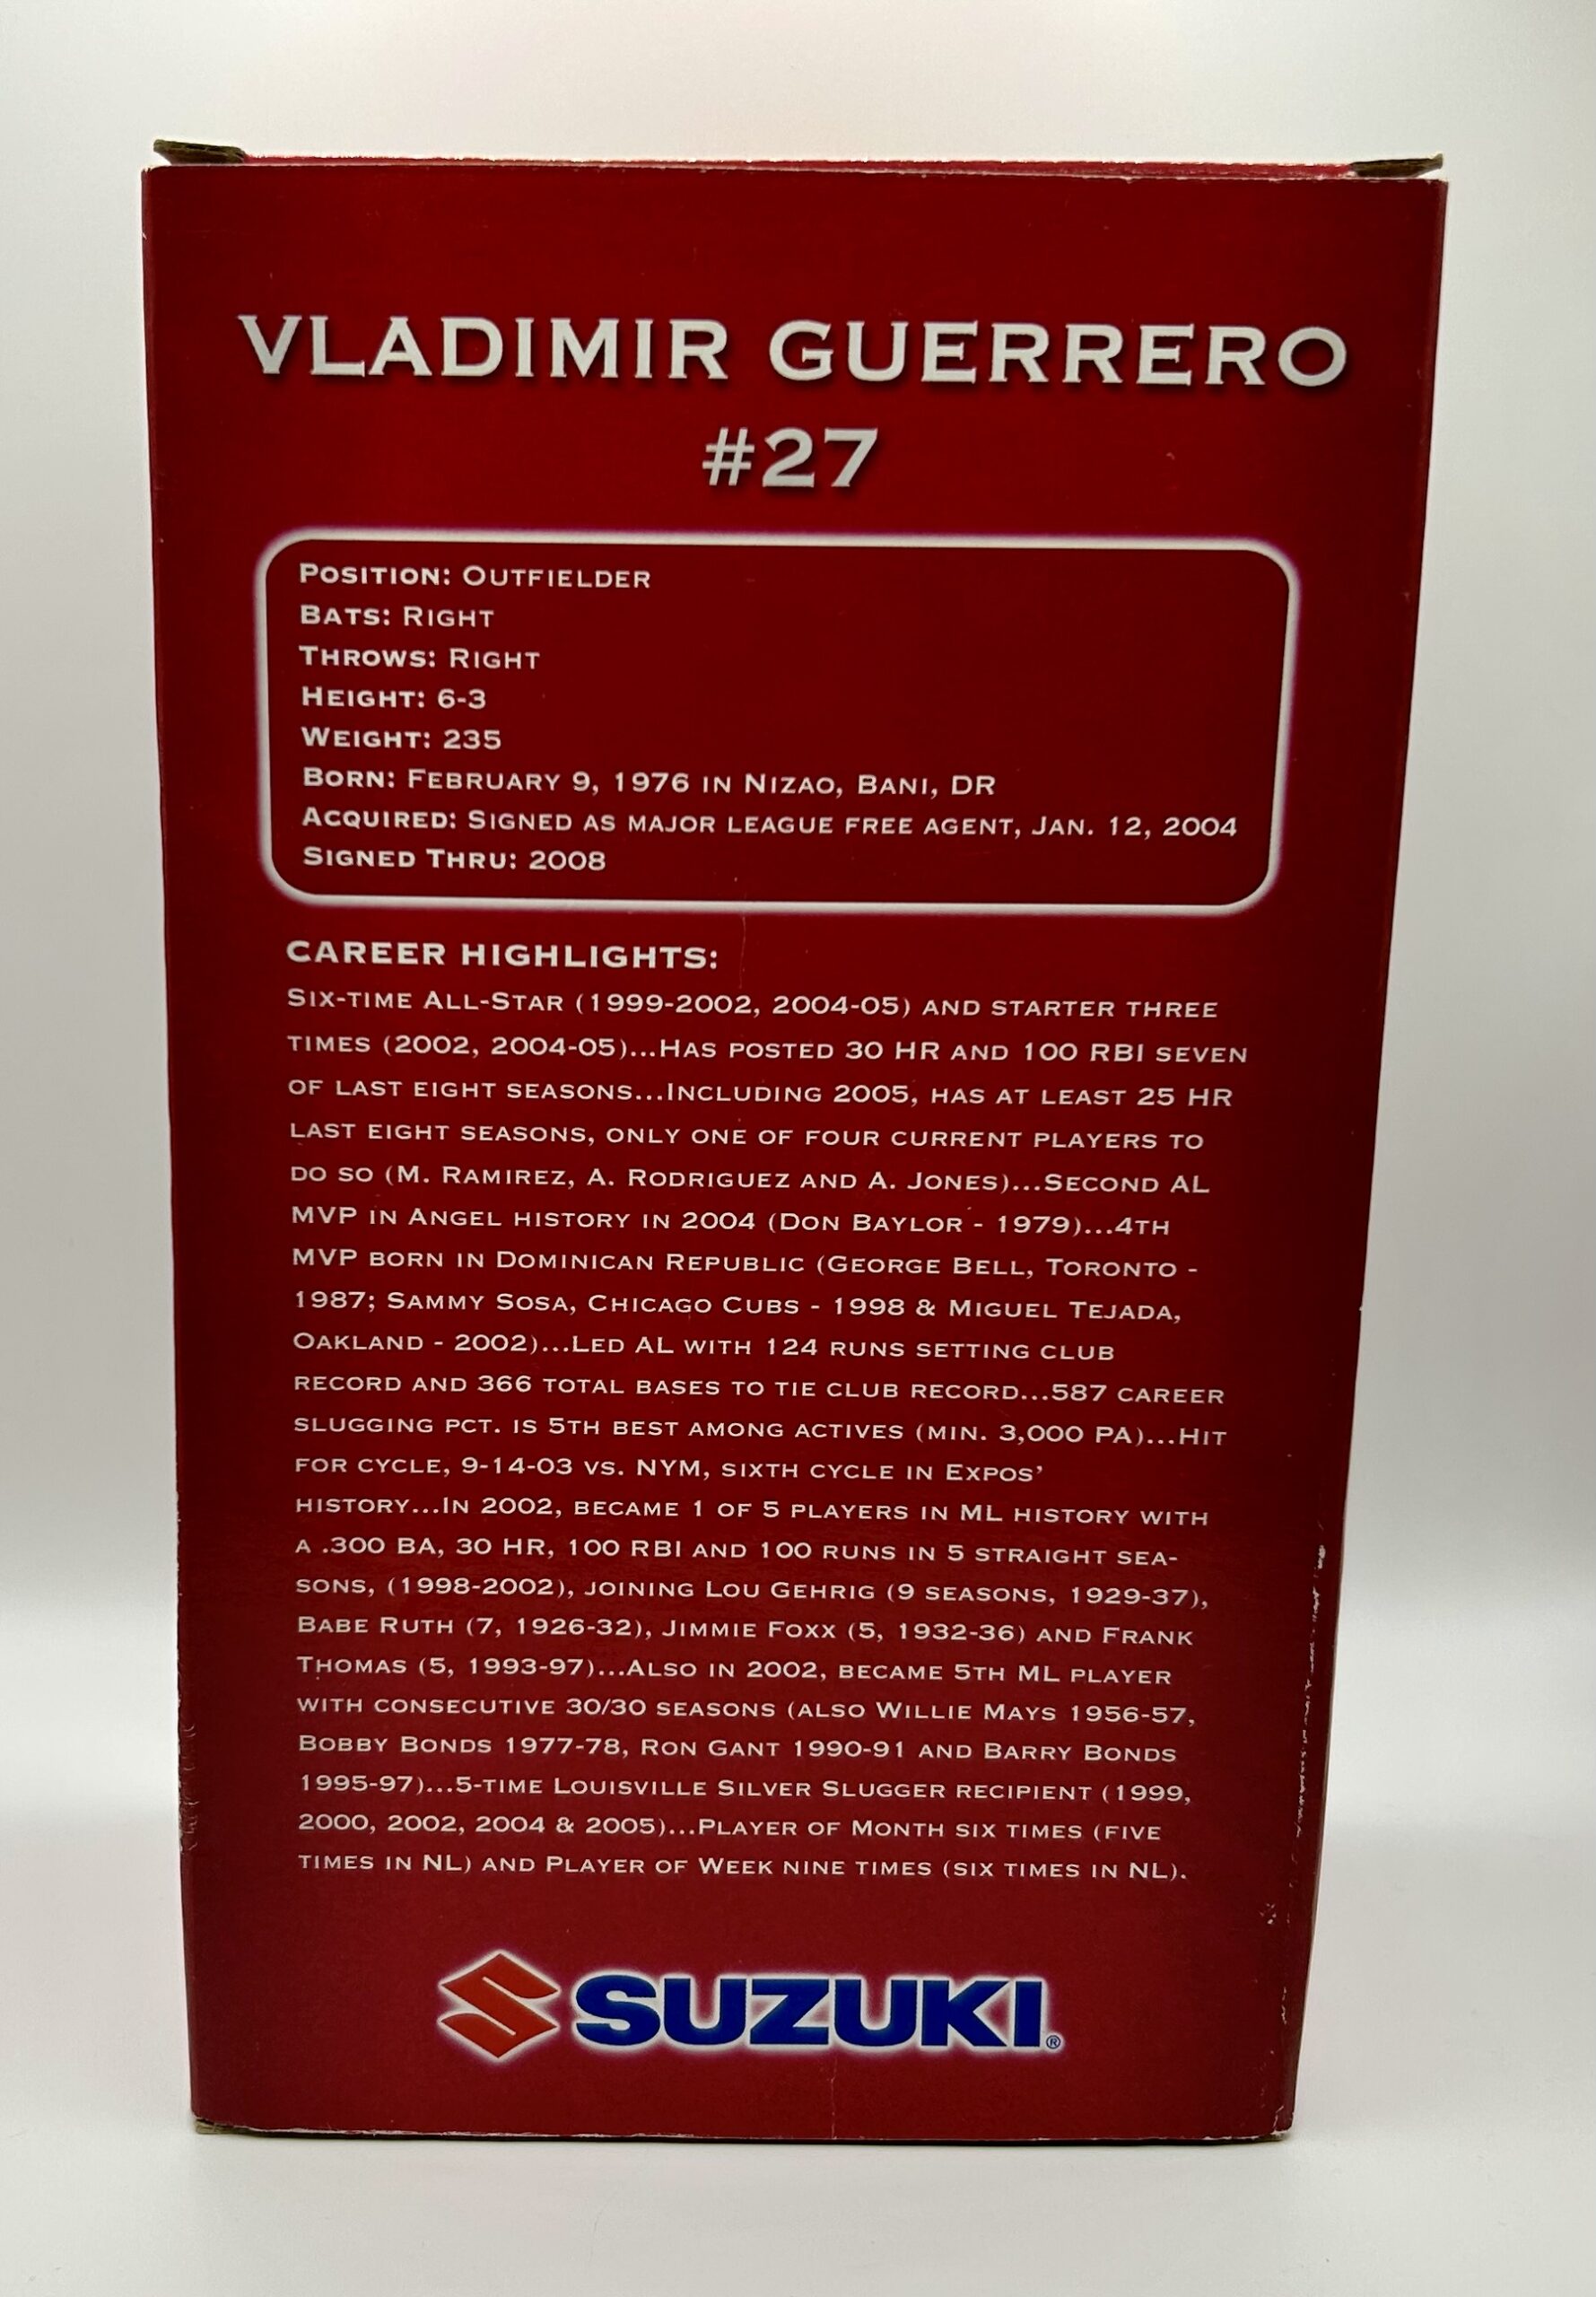 VLADIMIR GUERRERO
#27
POSITION: OUTFIELDER
BATS: RIGHT
THROWS: RIGHT
HEIGHT: 6-3
WEIGHT: 235
BORN: FEBRUARY 9, 1976 IN NIZAO, BANI, DR
ACQUIRED: SIGNED AS MAJOR LEAGUE FREE AGENT, JAN. 12, 2004
SIGNED THRU: 2008
CAREER HIGHLIGHTS:
SIX-TIME ALL-STAR (1999-2002, 2004-05) AND STARTER THREE
TIMES (2002, 2004-05)...HAS POSTED 30 HR AND 100 RBI SEVEN
OF LAST EIGHT SEASONS...INCLUDING 2005, HAS AT LEAST 25 HR
LAST EIGHT SEASONS, ONLY ONE OF FOUR CURRENT PLAYERS TO
DO SO (M. RAMIREZ, A. RODRIGUEZ AND A. JONES)...SECOND AL
MVP IN ANGEL HISTORY IN 2004 (DON BAYLOR - 1979)...4TH
MVP BORN IN DOMINICAN REPUBLIC (GEORGE BELL, TORONTO -
1987; SAMMY SOSA, CHICAGO CUBS - 1998 & MIGUEL TEJADA,
OAKLAND - 2002)...LED AL WITH 124 RUNS SETTING CLUB
RECORD AND 366 TOTAL BASES TO TIE CLUB RECORD...587 CAREER
SLUGGING PCT. IS 5TH BEST AMONG ACTIVES (MIN. 3,000 PA)...HIT
FOR CYCLE, 9-14-03 VS. NYM, SIXTH CYCLE IN EXPOS'
HISTORY...IN 2002, BECAME 1 OF 5 PLAYERS IN ML HISTORY WITH
A .300 BA, 30 HR, 100 RBI AND 100 RUNS IN 5 STRAIGHT SEA-
SONS, (1998-2002), JOINING LOU GEHRIG (9 SEASONS, 1929-37),
BABE RUTH (7, 1926-32), JIMMIE FOXX (5, 1932-36) AND FRANK
THOMAS (5, 1993-97)...ALSO IN 2002, BECAME 5TH ML PLAYER
WITH CONSECUTIVE 30/30 SEASONS (ALSO WILLIE MAYS 1956-57,
BOBBY BONDS 1977-78, RON GANT 1990-91 AND BARRY BONDS
1995-97)...5-TIME LOUISVILLE SILVER SLUGGER RECIPIENT (1999,
2000, 2002, 2004 & 2005)...PLAYER OF MONTH SIX TIMES (FIVE
TIMES IN NL) AND PLAYER OF WEEK NINE TIMES (SIX TIMES IN NL).
SUZUKI®